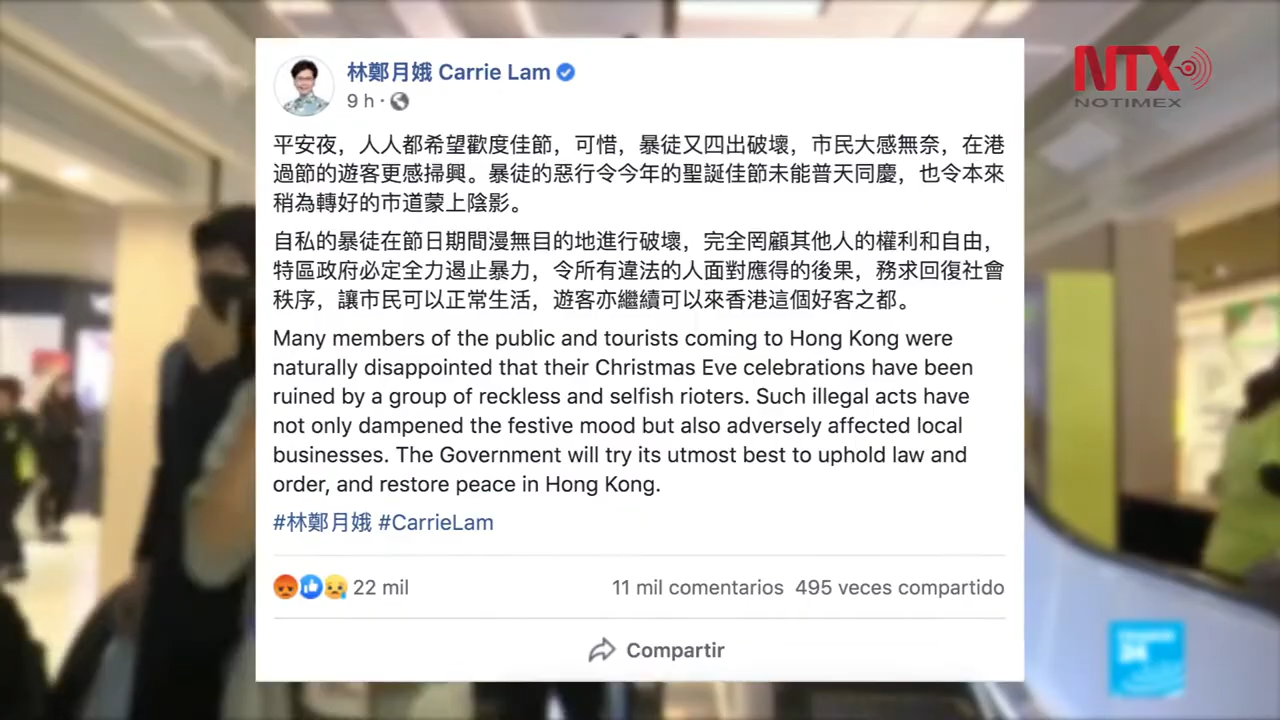 林鄭月娥 Carrie Lam
9 h ·
平安夜，人人都希望歡度佳節，可惜，暴徒又四出破壞，市民大感無奈，在港
過節的遊客更感掃興。暴徒的惡行令今年的聖誕佳節未能普天同慶，也令本來
稍為轉好的市道蒙上陰影。
自私的暴徒在節日期間漫無目的地進行破壞，完全罔顧其他人的權利和自由，
特區政府必定全力遏止暴力，令所有違法的人面對應得的後果，務求回復社會
秩序，讓市民可以正常生活，遊客亦繼續可以來香港這個好客之都。
Many members of the public and tourists coming to Hong Kong were
naturally disappointed that their Christmas Eve celebrations have been
ruined by a group of reckless and selfish rioters. Such illegal acts have
not only dampened the festive mood but also adversely affected local
businesses. The Government will try its utmost best to uphold law and
order, and restore peace in Hong Kong.
#林鄭月娥 #CarrieLam
22 mil
11 mil comentarios 495 veces compartido
Compartir
NTX
NOTIMEX
FRANCE
24